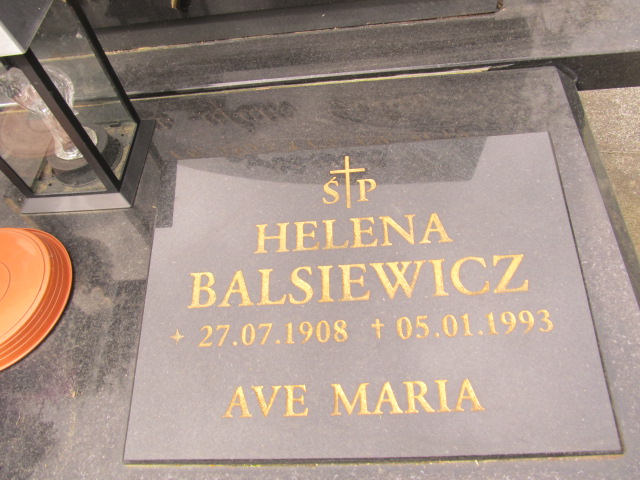 ŚP
HELENA
BALSIEWICZ
27.07.1908 † 05.01.1993
AVE MARIA